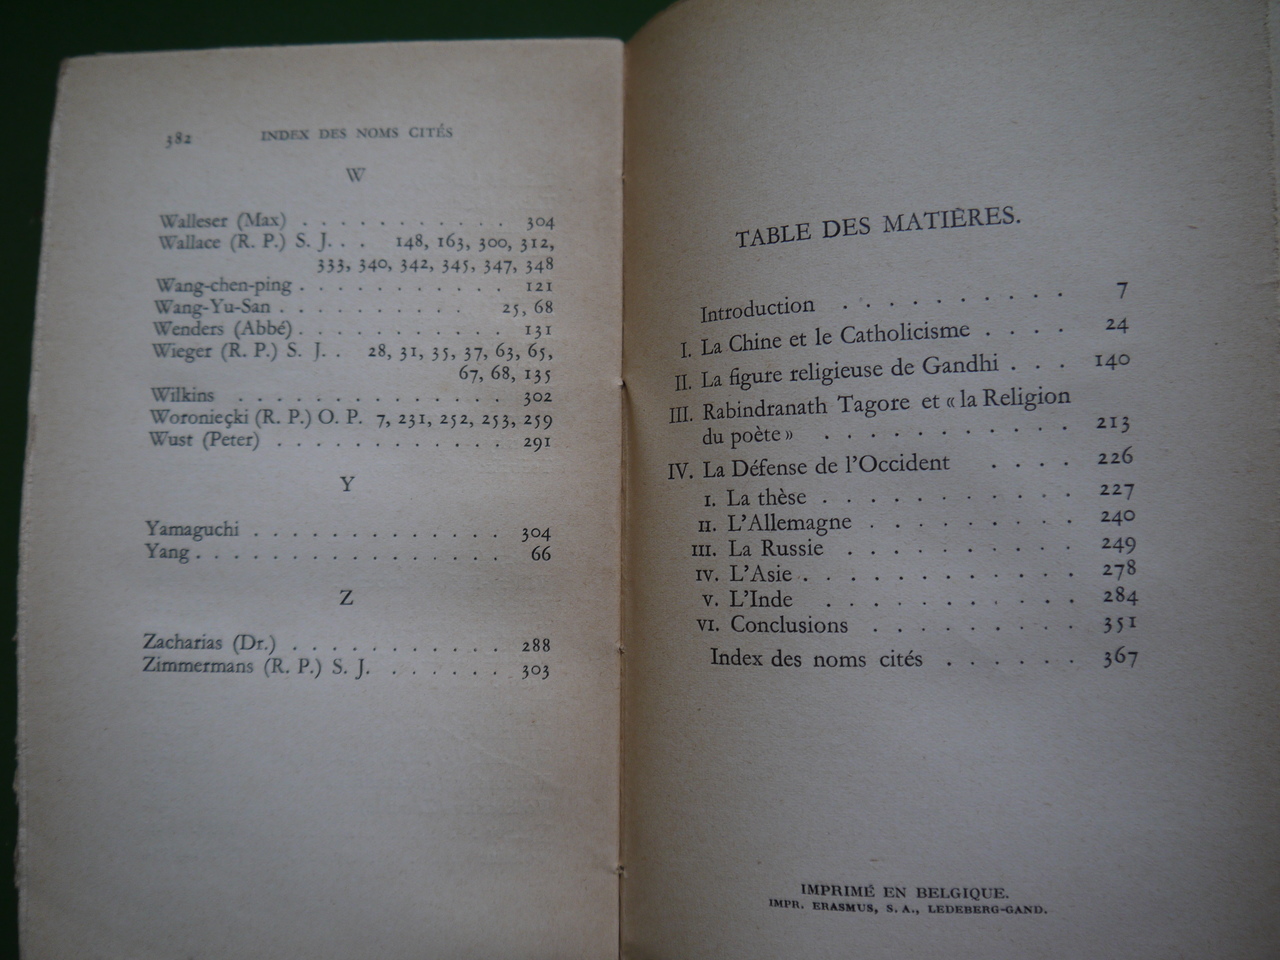 382 INDEX DES NOMS CITÉS
W
Walleser (Max) . . . . . . . . . . . 304
Wallace (R. P.) S. J. . . 148, 163, 300, 312,
333, 340, 342, 345, 347, 348
Wang-chen-ping . . . . . . . . . . . 121
Wang-Yu-San . . . . . . . . . . 25, 68
Wenders (Abbé) . . . . . . . . . . . 131
Wieger (R. P.) S. J. . . 28, 31, 35, 37, 63, 65,
67, 68, 135
Wilkins . . . . . . . . . . . . . . 302
Woronieçki (R. P.) O. P. 7, 231, 252, 253, 259
Wust (Peter) . . . . . . . . . . . . 291
Y
Yamaguchi . . . . . . . . . . . . . 304
Yang . . . . . . . . . . . . . . . . 66
Z
Zacharias (Dr.) . . . . . . . . . . . 288
Zimmermans (R. P.) S. J. . . . . . . 303
TABLE DES MATIÈRES.
Introduction . . . . . . . . . . 7
I. La Chine et le Catholicisme . . . . 24
II. La figure religieuse de Gandhi . . . 140
III. Rabindranath Tagore et « la Religion
du poète » . . . . . . . . . . . 213
IV. La Défense de l'Occident . . . . 226
I. La thèse . . . . . . . . . . . 227
II. L'Allemagne . . . . . . . . . 240
III. La Russie . . . . . . . . . . 249
IV. L'Asie . . . . . . . . . . . . 278
V. L'Inde . . . . . . . . . . . 284
VI. Conclusions . . . . . . . . . 351
Index des noms cités . . . . . . 367
IMPRIMÉ EN BELGIQUE.
IMPR. ERASMUS, S. A., LEDEBERG-GAND.